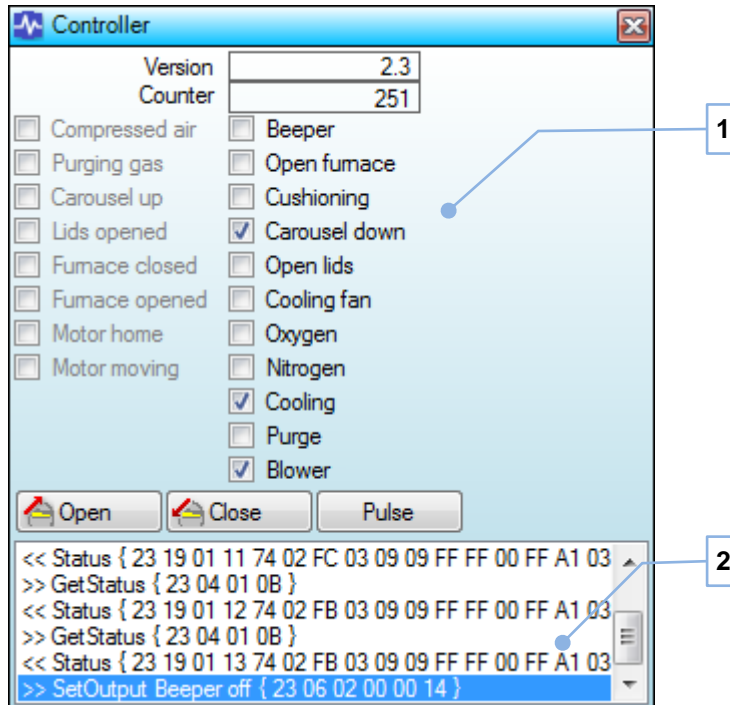 Controller
Version 2.3
Counter 251
Compressed air Beeper
Purging gas Open furnace
Carousel up Cushioning
Lids opened Carousel down
Furnace closed Open lids
Furnace opened Cooling fan
Motor home Oxygen
Motor moving Nitrogen
Cooling
Purge
Blower
Open Close Pulse
<< Status { 23 19 01 11 74 02 FC 03 09 09 FF FF 00 FF A1 03
>> GetStatus { 23 04 01 0B }
<< Status { 23 19 01 12 74 02 FB 03 09 09 FF FF 00 FF A1 03
>> GetStatus { 23 04 01 0B }
<< Status { 23 19 01 13 74 02 FB 03 09 09 FF FF 00 FF A1 03
>> SetOutput Beeper off { 23 06 02 00 00 14 }
1
2